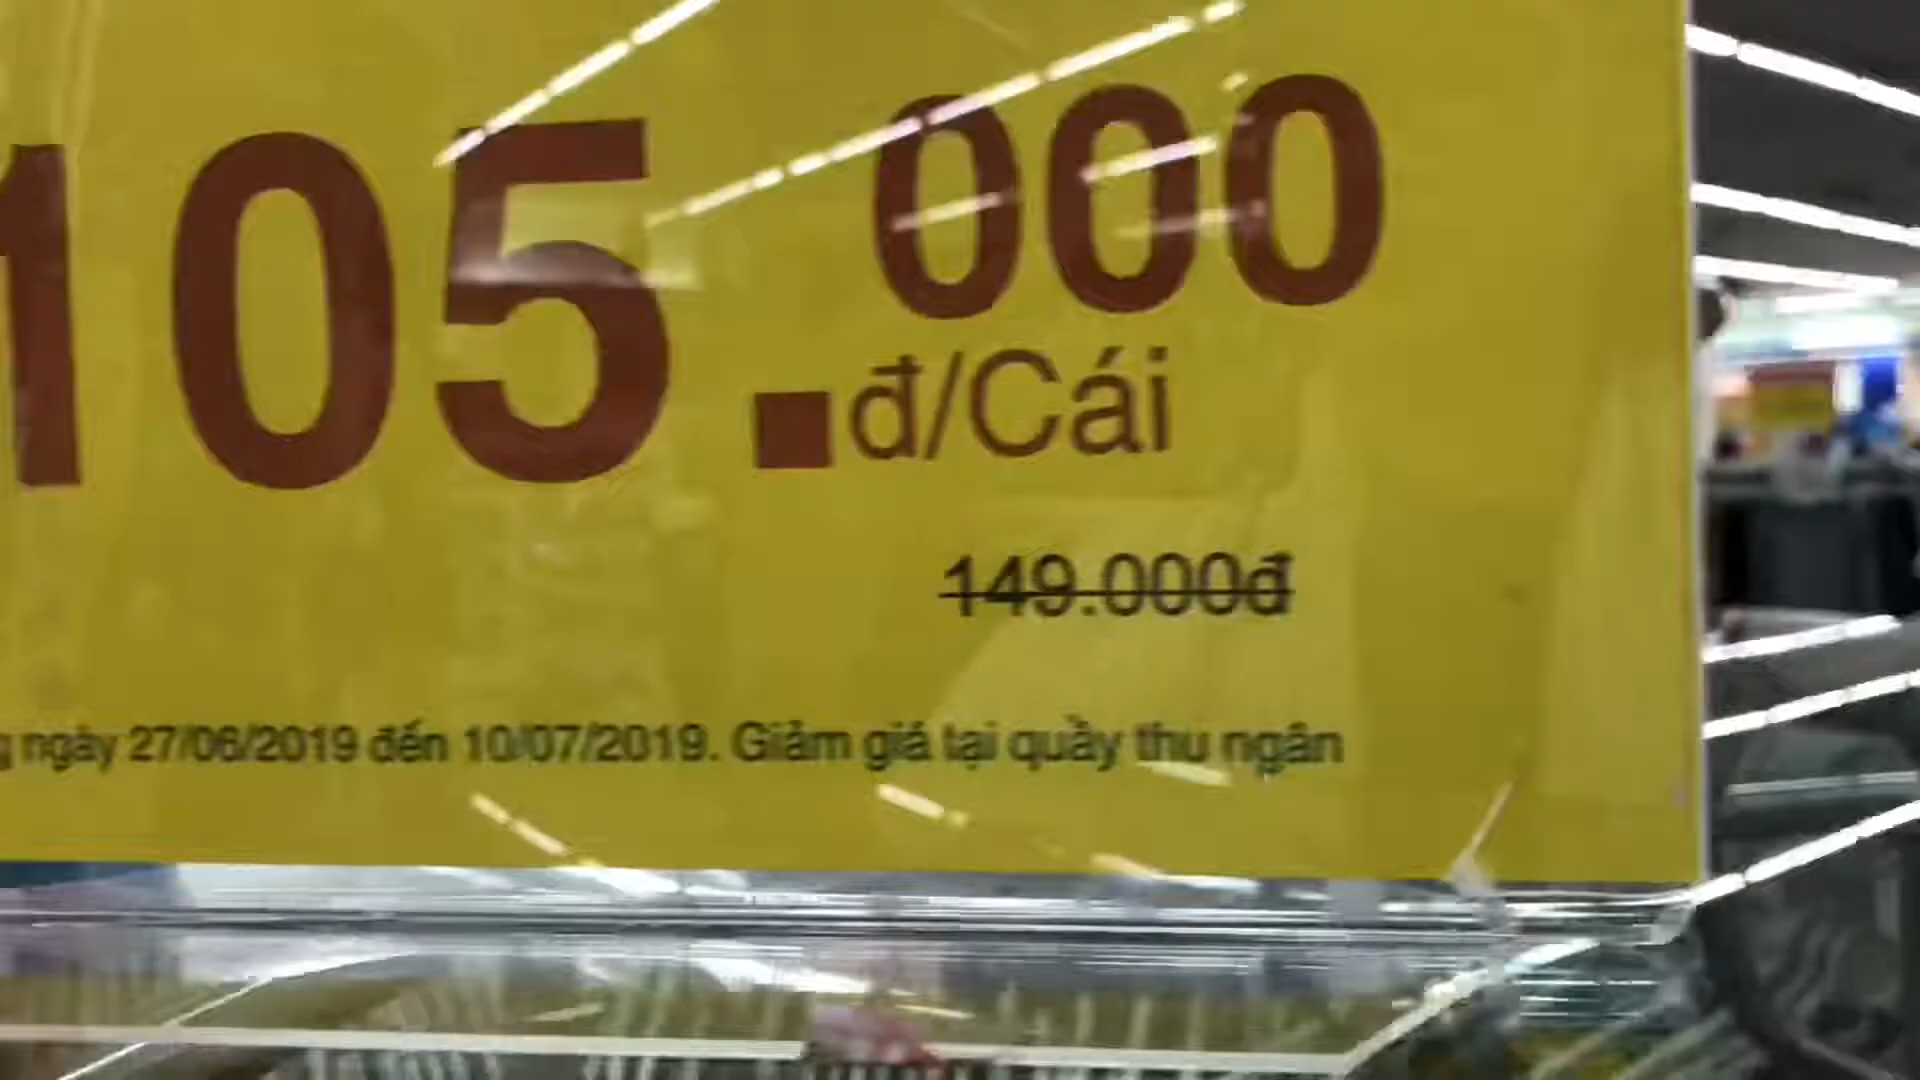 105.000
đ/Cái
149.000đ
ngày 27/06/2019 đến 10/07/2019. Giảm giá tại quầy thu ngân